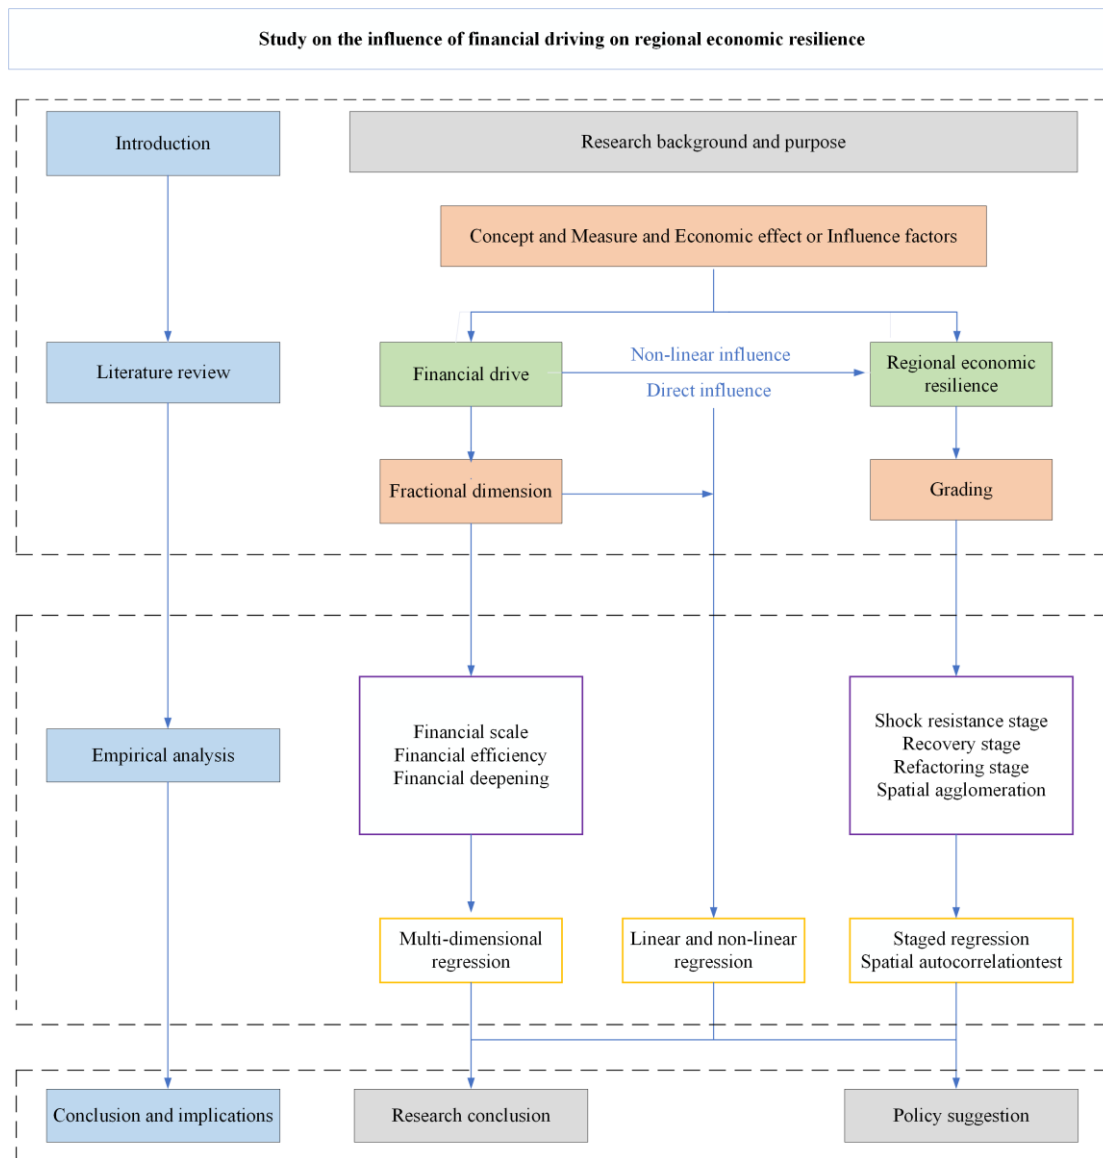 Study on the influence of financial driving on regional economic resilience
Introduction
Research background and purpose
Concept and Measure and Economic effect or Influence factors
Literature review
Financial drive
Non-linear influence
Direct influence
Regional economic
resilience
Fractional dimension
Grading
Empirical analysis
Financial scale
Financial efficiency
Financial deepening
Shock resistance stage
Recovery stage
Refactoring stage
Spatial agglomeration
Multi-dimensional
regression
Linear and non-linear
regression
Staged regression
Spatial autocorrelationtest
Conclusion and implications
Research conclusion
Policy suggestion